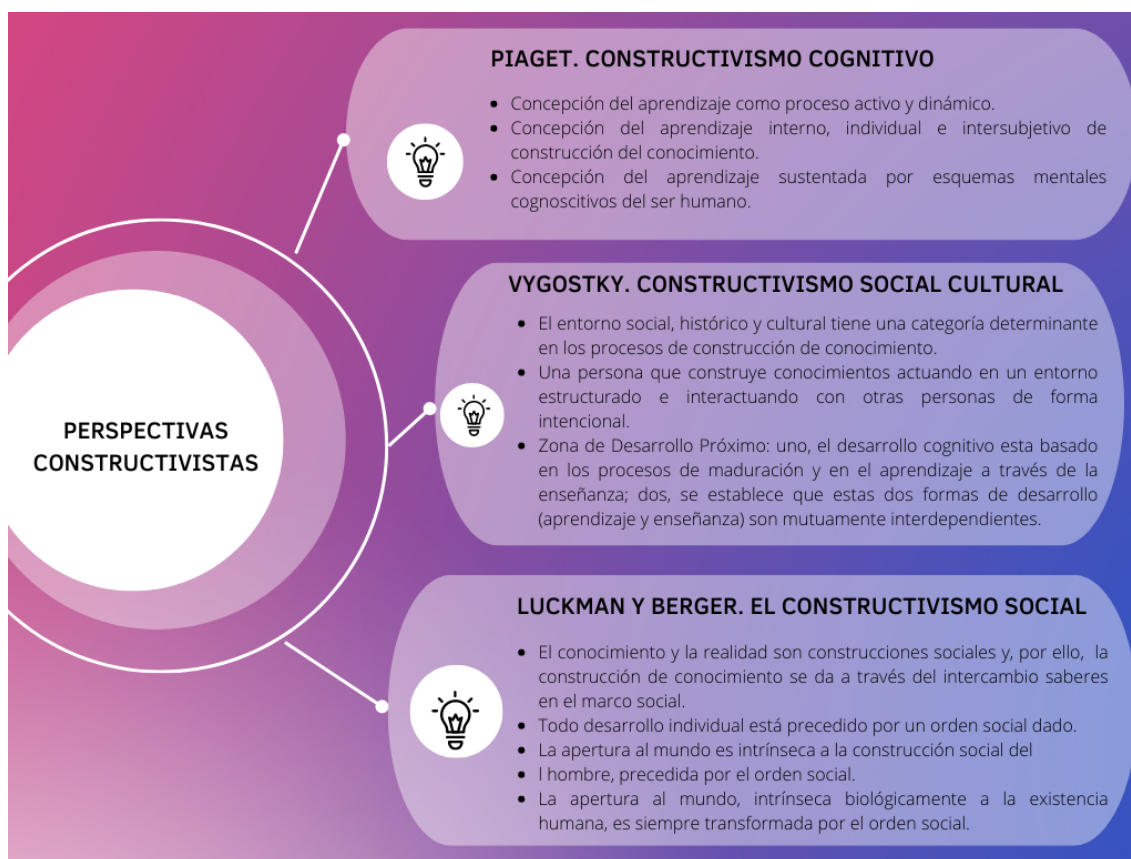 PIAGET. CONSTRUCTIVISMO COGNITIVO
• Concepción del aprendizaje como proceso activo y dinámico.
• Concepción del aprendizaje interno, individual e intersubjetivo de
construcción del conocimiento.
• Concepción del aprendizaje sustentada por esquemas mentales
cognoscitivos del ser humano.
PERSPECTIVAS
CONSTRUCTIVISTAS
VYGOSTKY. CONSTRUCTIVISMO SOCIAL CULTURAL
• El entorno social, histórico y cultural tiene una categoría determinante
en los procesos de construcción de conocimiento.
• Una persona que construye conocimientos actuando en un entorno
estructurado e interactuando con otras personas de forma
intencional.
• Zona de Desarrollo Próximo: uno, el desarrollo cognitivo esta basado
en los procesos de maduración y en el aprendizaje a través de la
enseñanza; dos, se establece que estas dos formas de desarrollo
(aprendizaje y enseñanza) son mutuamente interdependientes.
LUCKMAN Y BERGER. EL CONSTRUCTIVISMO SOCIAL
• El conocimiento y la realidad son construcciones sociales y, por ello, la
construcción de conocimiento se da a través del intercambio saberes
en el marco social.
• Todo desarrollo individual está precedido por un orden social dado.
• La apertura al mundo es intrínseca a la construcción social del
• l hombre, precedida por el orden social.
• La apertura al mundo, intrínseca biológicamente a la existencia
humana, es siempre transformada por el orden social.